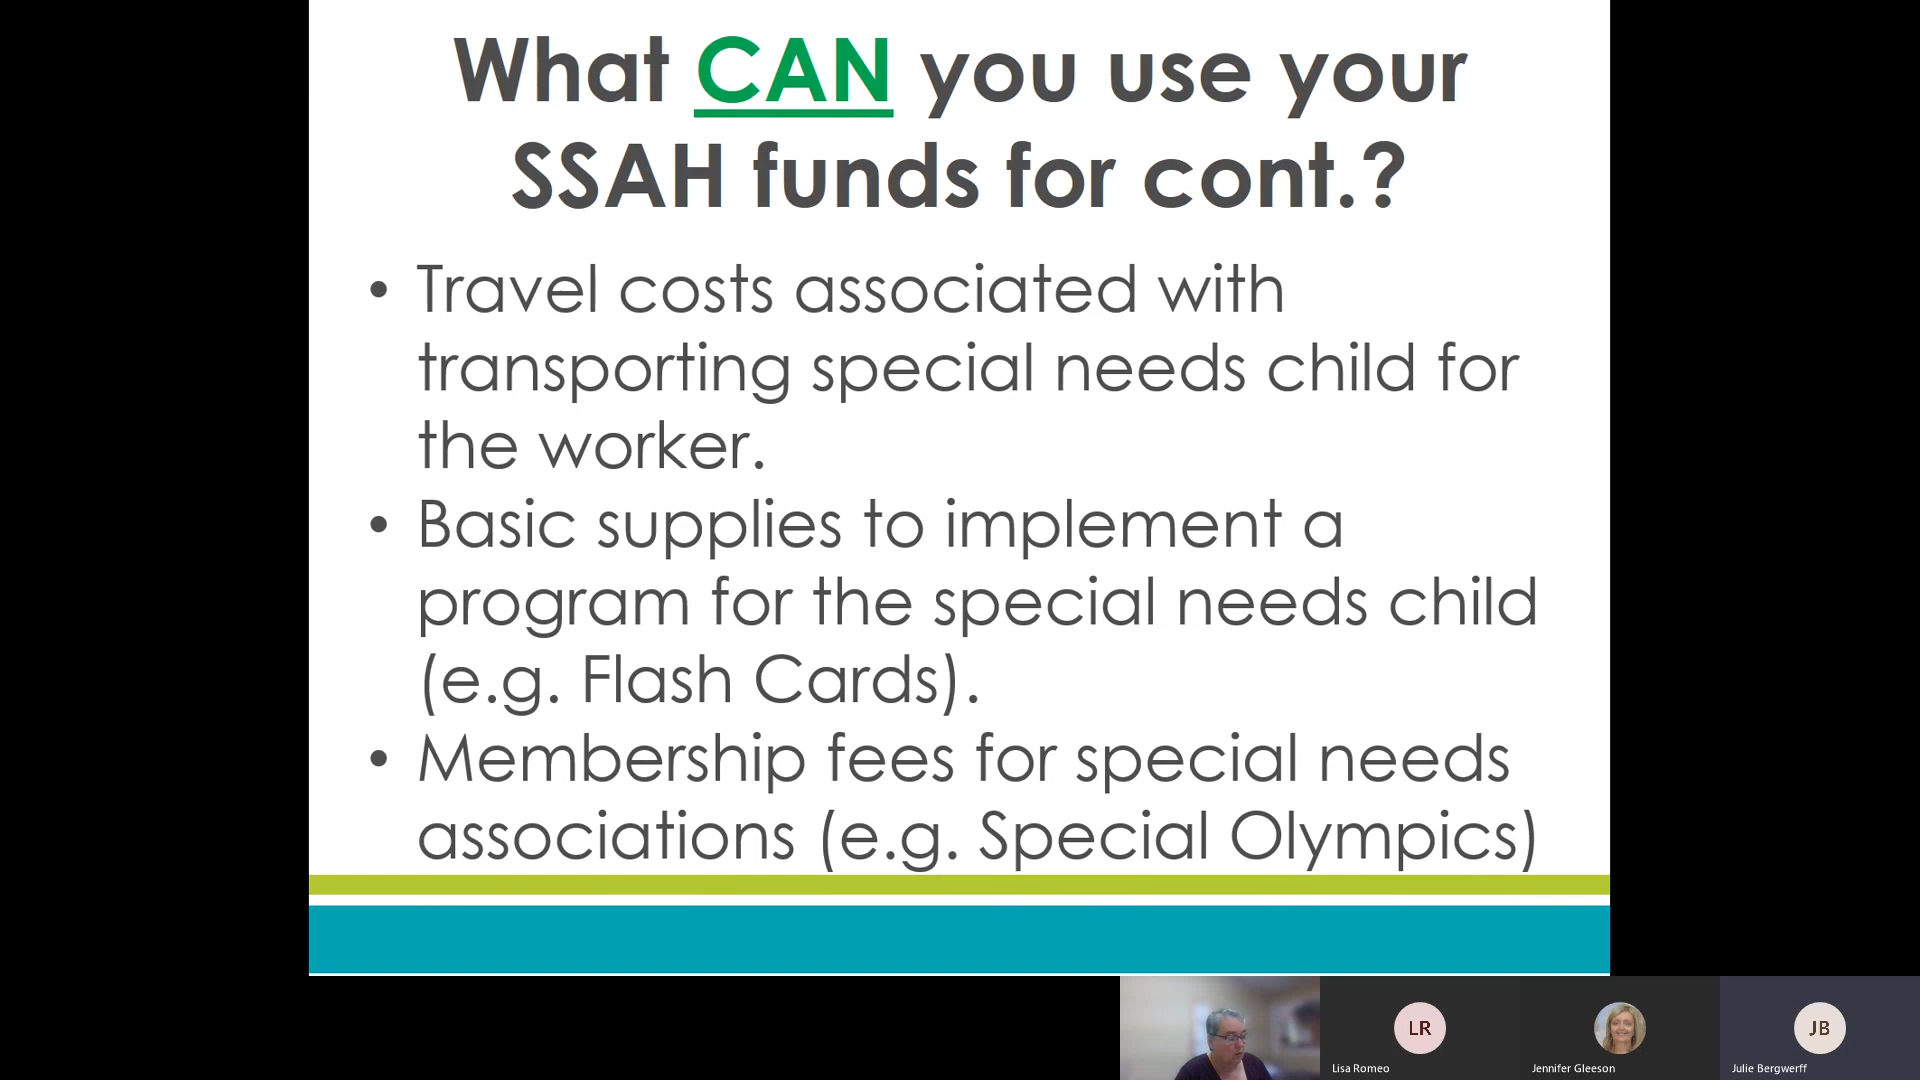 What CAN you use your
SSAH funds for cont.?
• Travel costs associated with
transporting special needs child for
the worker.
• Basic supplies to implement a
program for the special needs child
(e.g. Flash Cards).
• Membership fees for special needs
associations (e.g. Special Olympics)
LR
JB
Lisa Romeo
Jennifer Gleeson
Julie Bergwerff